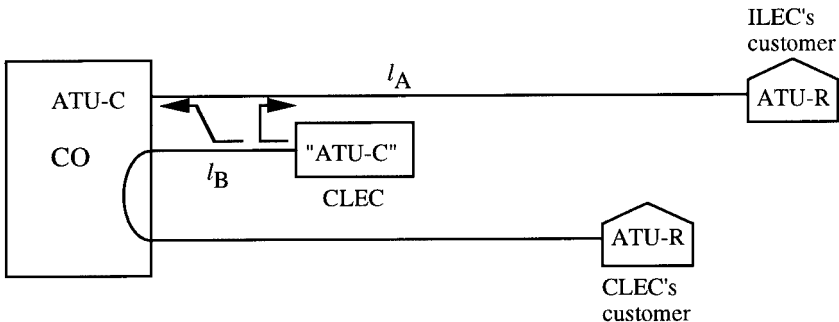 ILEC's
customer
l_A
ATU-C
ATU-R
CO
"ATU-C"
l_B
CLEC
ATU-R
CLEC's
customer